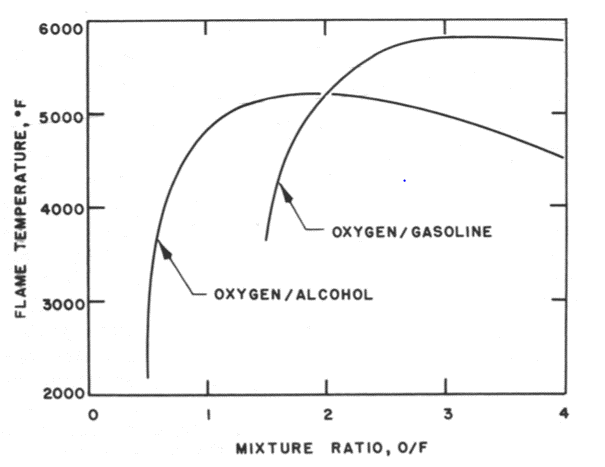 6000
5000
4000
3000
2000
FLAME TEMPERATURE, °F
OXYGEN/GASOLINE
OXYGEN/ALCOHOL
0 1 2 3 4
MIXTURE RATIO, O/F